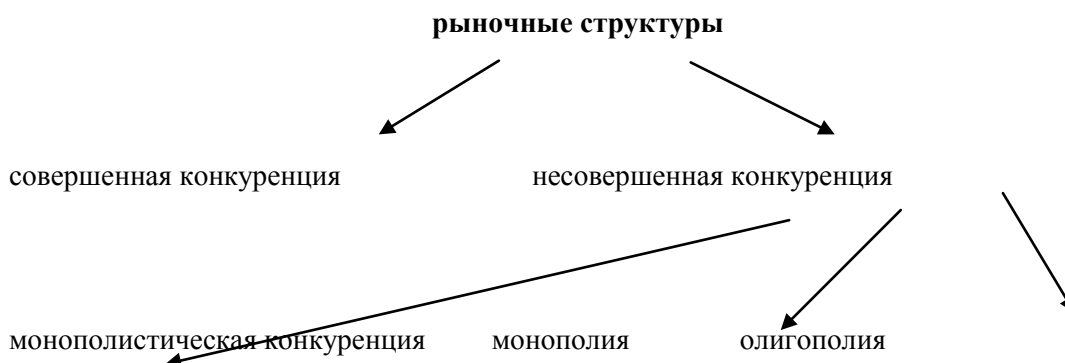 рыночные структуры
совершенная конкуренция несовершенная конкуренция
монополистическая конкуренция монополия олигополия